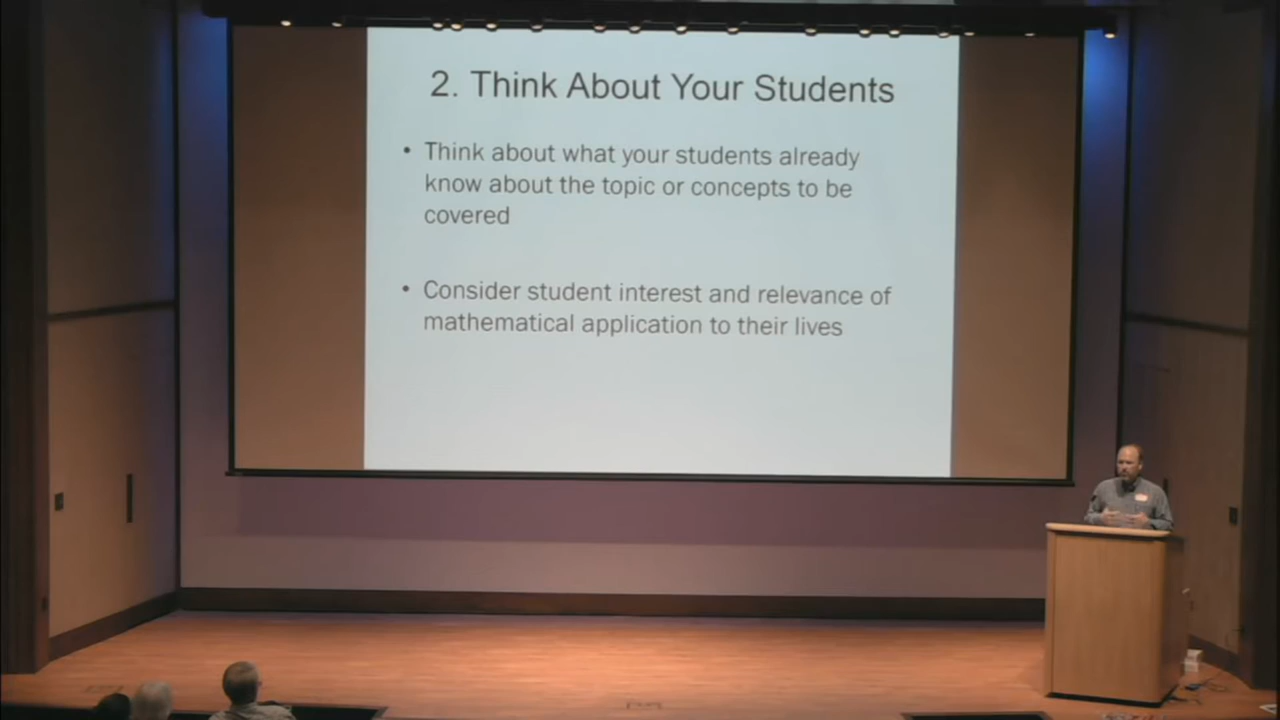 2. Think About Your Students
• Think about what your students already
know about the topic or concepts to be
covered
• Consider student interest and relevance of
mathematical application to their lives